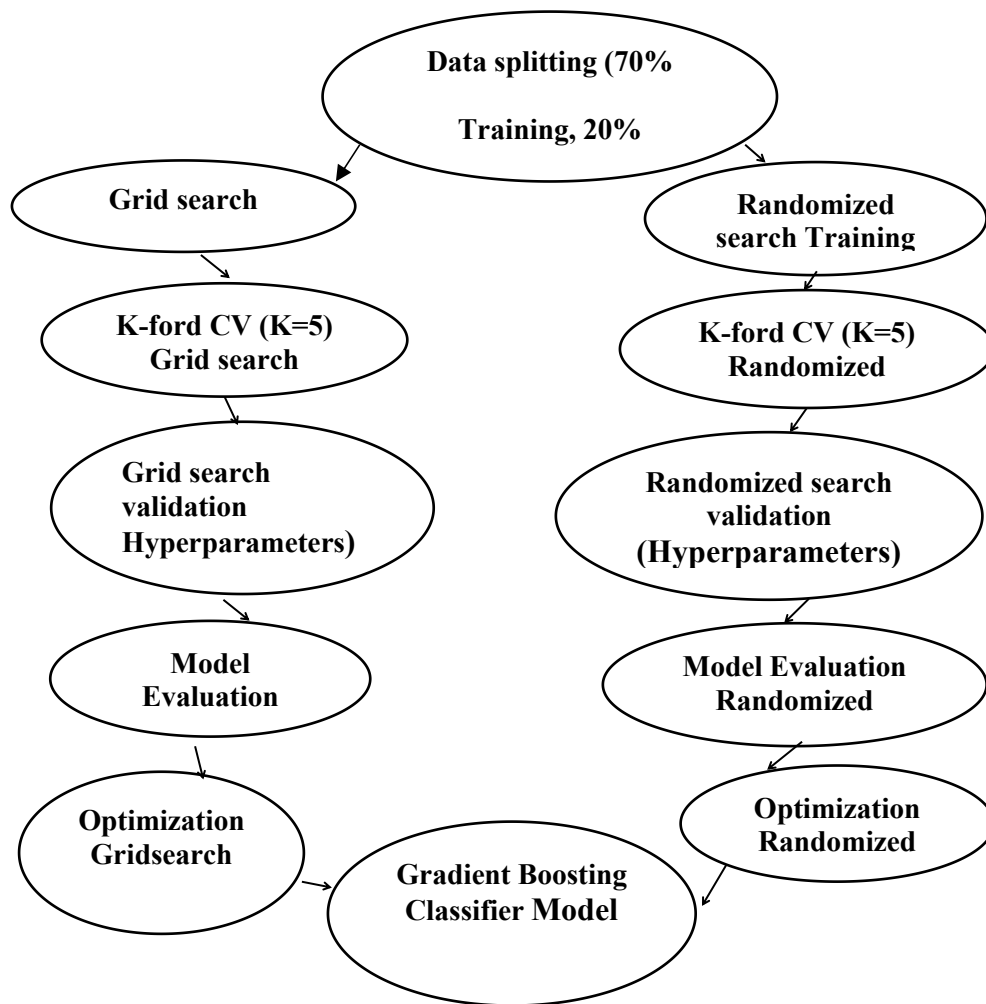 Data splitting (70%
Training, 20%
Grid search
Randomized
search Training
K-ford CV (K=5)
Grid search
K-ford CV (K=5)
Randomized
Grid search
validation
Hyperparameters)
Randomized search
validation
(Hyperparameters)
Model
Evaluation
Model Evaluation
Randomized
Optimization
Gridsearch
Optimization
Randomized
Gradient Boosting
Classifier Model